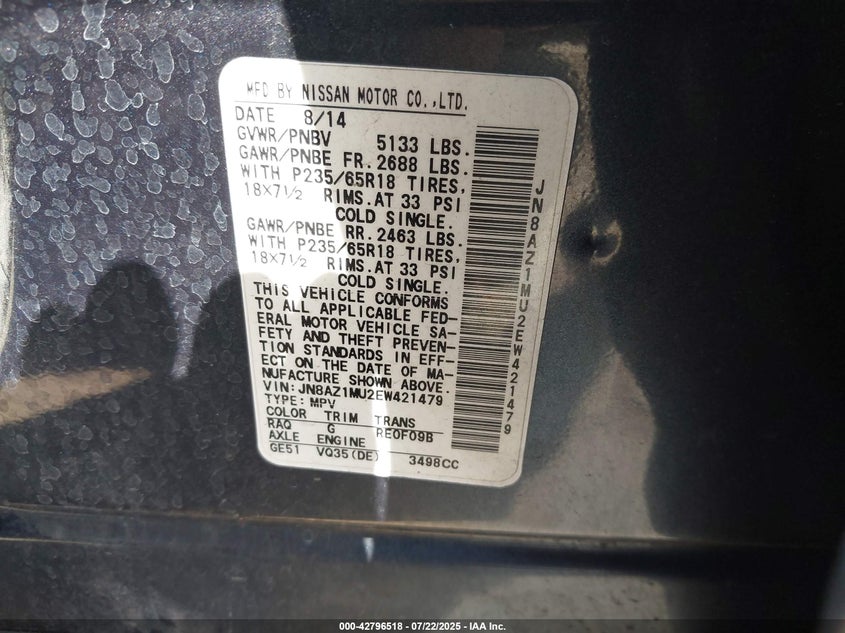 MFD BY NISSAN MOTOR CO.,LTD.
DATE 8/14
GVWR/PNBV 5133 LBS.
GAWR/PNBE FR. 2688 LBS.
WITH P235/65R18 TIRES,
18X7½ RIMS. AT 33 PSI
COLD SINGLE.
GAWR/PNBE RR. 2463 LBS.
WITH P235/65R18 TIRES,
18X7½ RIMS. AT 33 PSI
COLD SINGLE.
THIS VEHICLE CONFORMS
TO ALL APPLICABLE FED-
ERAL MOTOR VEHICLE SA-
FETY AND THEFT PREVEN-
TION STANDARDS IN EFF-
ECT ON THE DATE OF MA-
NUFACTURE SHOWN ABOVE.
VIN: JN8AZ1MU2EW421479
TYPE: MPV
COLOR TRIM TRANS
RAQ G RE0F09B
AXLE ENGINE
GE51 VQ35(DE) 3498CC
JN8AZ1MU2EW421479
000-42796518 - 07/22/2025 - IAA Inc.